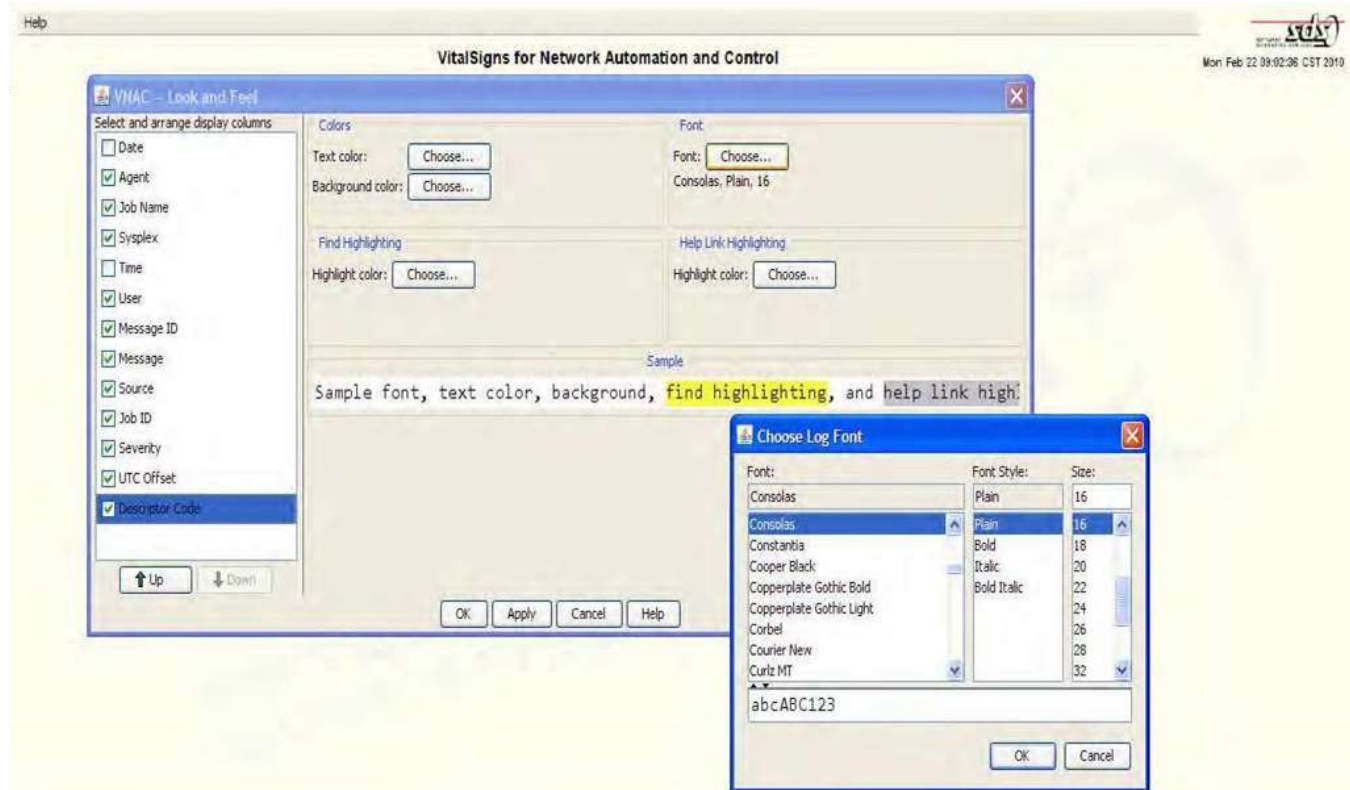 Help
sds
VitalSigns for Network Automation and Control
Mon Feb 22 09:02:36 CST 2010
VNAC -- Look and Feel
Select and arrange display columns
Date
Agent
Job Name
Sysplex
Time
User
Message ID
Message
Source
Job ID
Severity
UTC Offset
Descriptor Code
Up
Down
Colors
Text color: Choose...
Background color: Choose...
Font
Font: Choose...
Consolas, Plain, 16
Find Highlighting
Highlight color: Choose...
Help Link Highlighting
Highlight color: Choose...
Sample
Sample font, text color, background, find highlighting, and help link high
OK Apply Cancel Help
Choose Log Font
Font: Font Style: Size:
Consolas Plain 16
Consolas Plain 16
Constantia Bold 18
Cooper Black Italic 20
Copperplate Gothic Bold Bold Italic 22
Copperplate Gothic Light 24
Corbel 26
Courier New 28
Curlz MT 32
abcABC123
OK Cancel